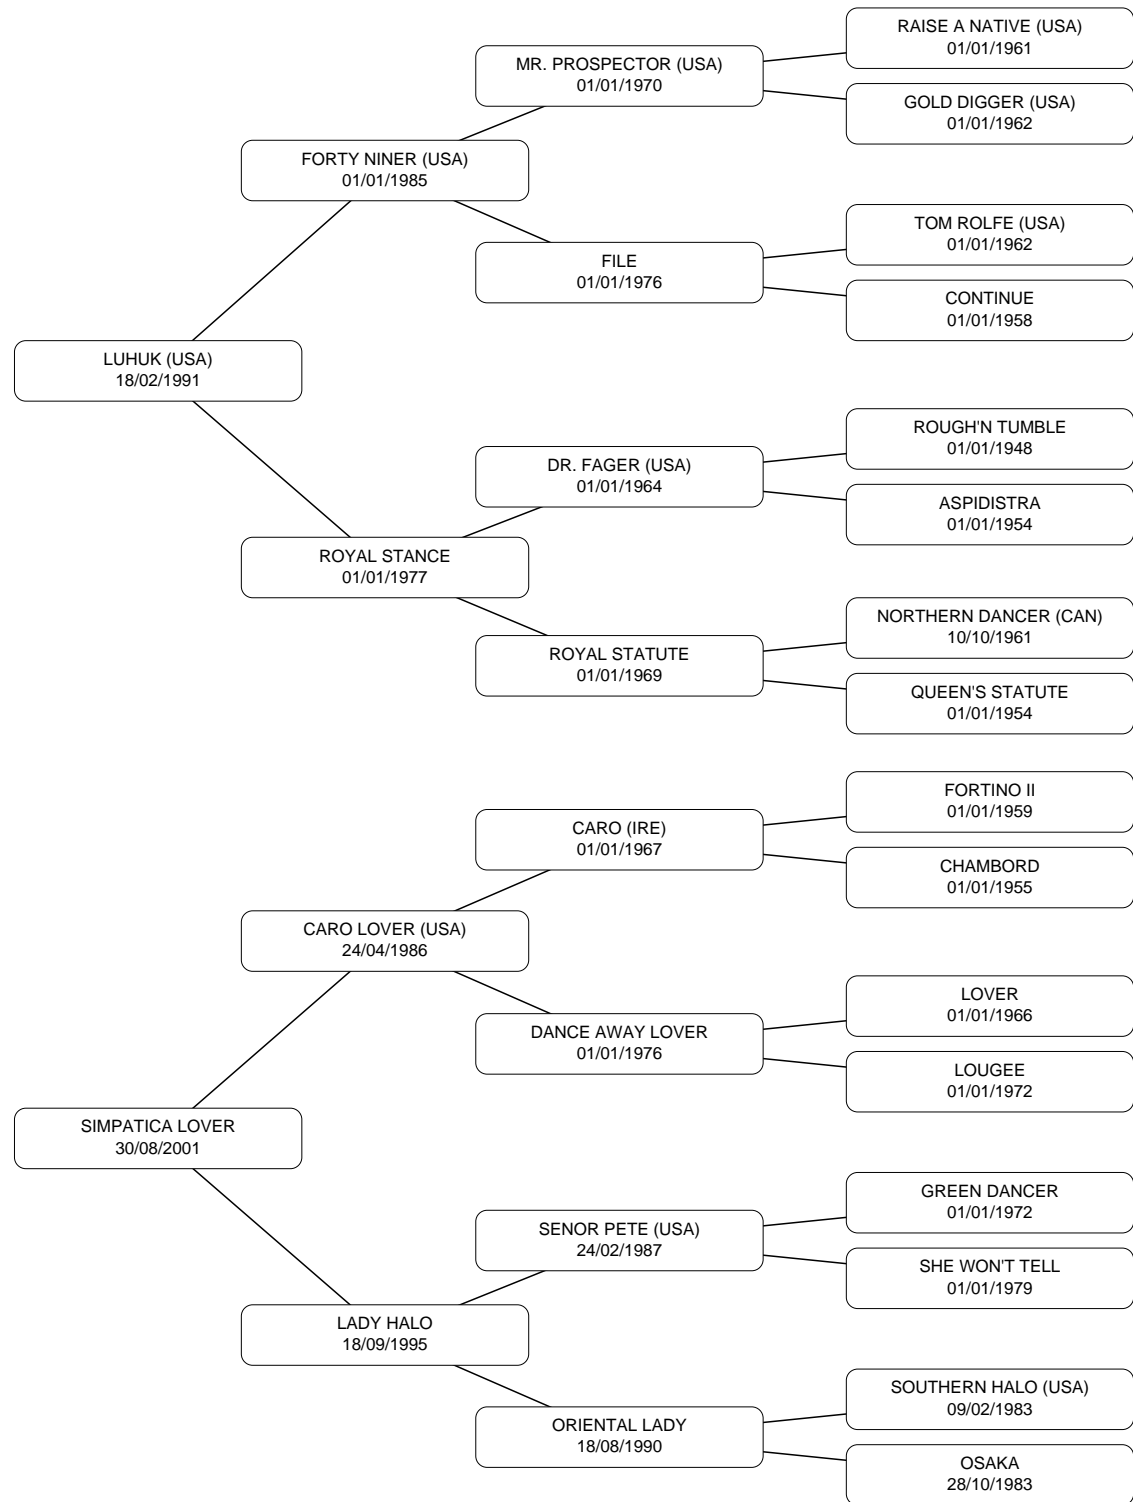 RAISE A NATIVE (USA)
01/01/1961
MR. PROSPECTOR (USA)
01/01/1970
GOLD DIGGER (USA)
01/01/1962
FORTY NINER (USA)
01/01/1985
TOM ROLFE (USA)
01/01/1962
FILE
01/01/1976
CONTINUE
01/01/1958
LUHUK (USA)
18/02/1991
ROUGH'N TUMBLE
01/01/1948
DR. FAGER (USA)
01/01/1964
ASPIDISTRA
01/01/1954
ROYAL STANCE
01/01/1977
NORTHERN DANCER (CAN)
10/10/1961
ROYAL STATUTE
01/01/1969
QUEEN'S STATUTE
01/01/1954
FORTINO II
01/01/1959
CARO (IRE)
01/01/1967
CHAMBORD
01/01/1955
CARO LOVER (USA)
24/04/1986
LOVER
01/01/1966
DANCE AWAY LOVER
01/01/1976
LOUGEE
01/01/1972
SIMPATICA LOVER
30/08/2001
GREEN DANCER
01/01/1972
SENOR PETE (USA)
24/02/1987
SHE WON'T TELL
01/01/1979
LADY HALO
18/09/1995
SOUTHERN HALO (USA)
09/02/1983
ORIENTAL LADY
18/08/1990
OSAKA
28/10/1983